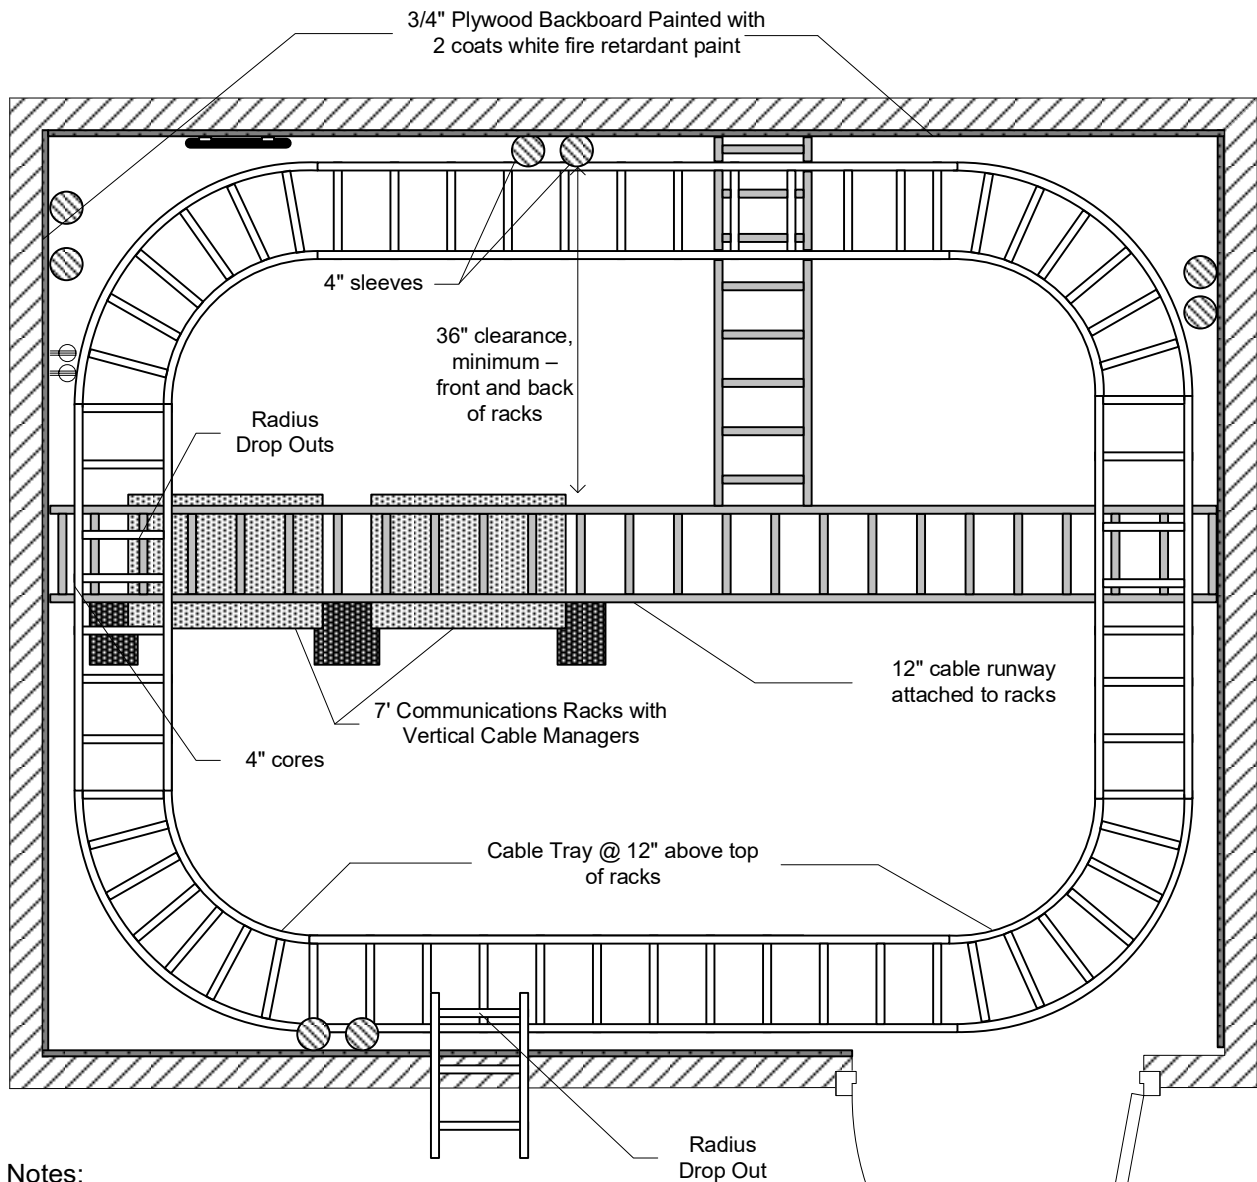 3/4" Plywood Backboard Painted with
2 coats white fire retardant paint
4" sleeves
36" clearance,
minimum –
front and back
of racks
Radius
Drop Outs
12" cable runway
attached to racks
7' Communications Racks with
Vertical Cable Managers
4" cores
Cable Tray @ 12" above top
of racks
Radius
Drop Out
Notes: